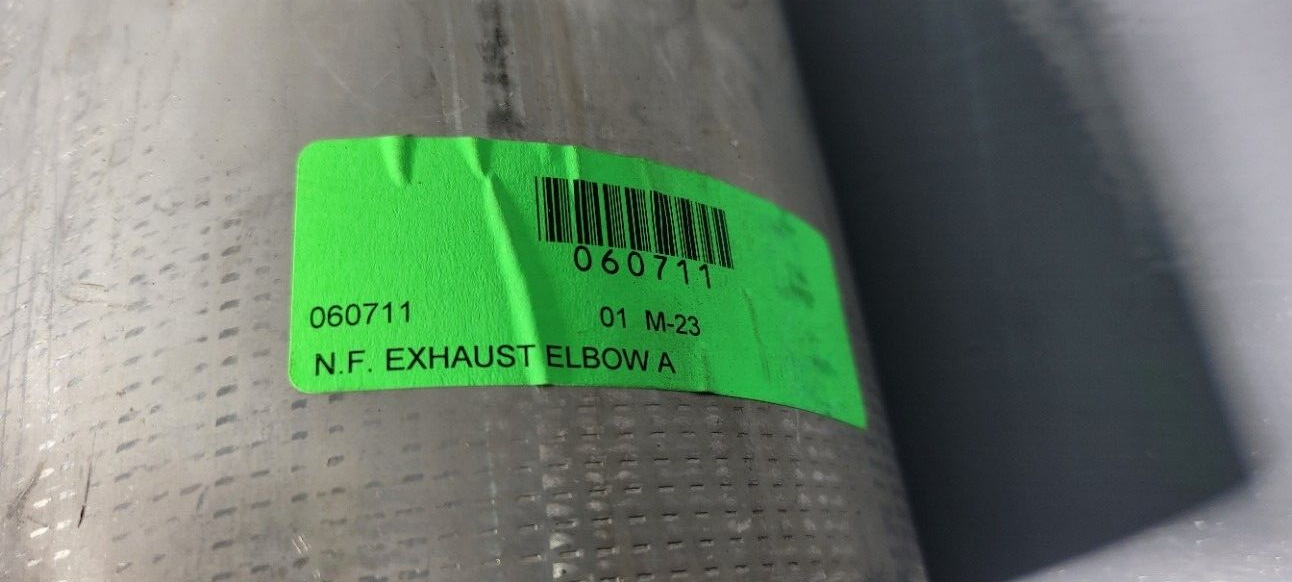 060711
060711 01 M-23
N.F. EXHAUST ELBOW A